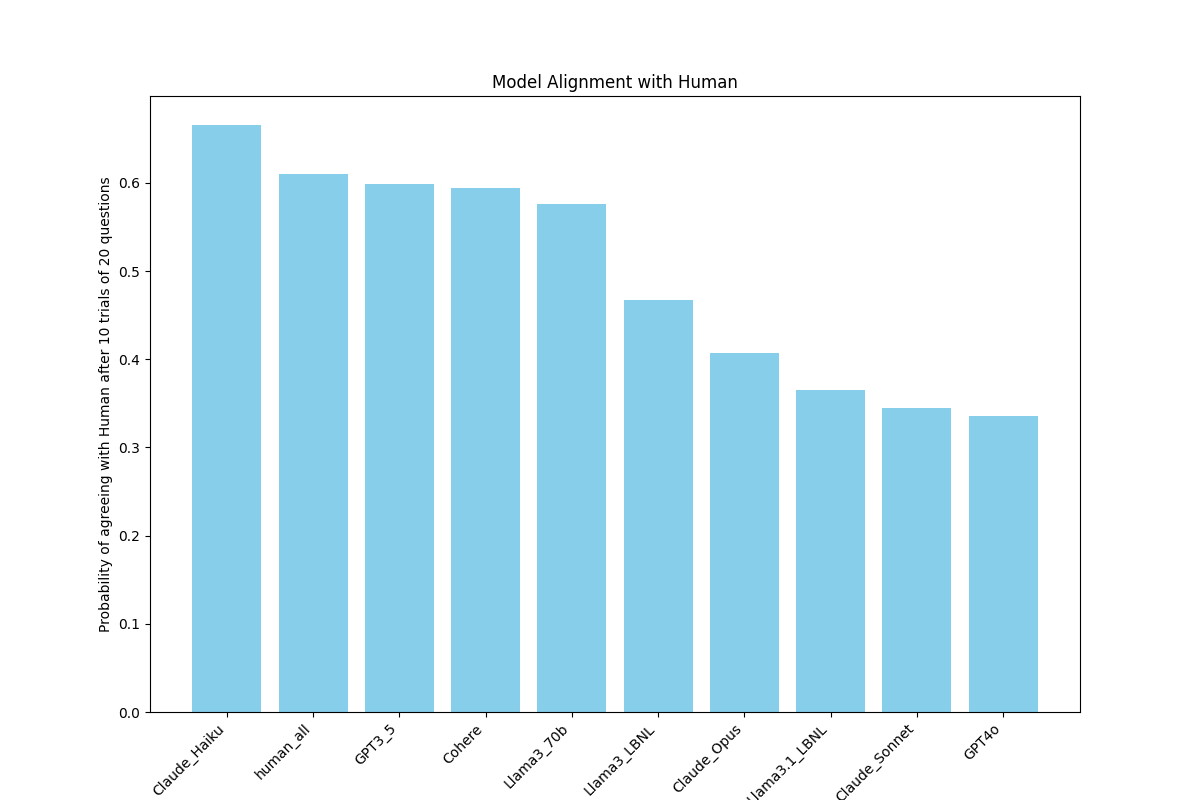 Model Alignment with Human
Probability of agreeing with Human after 10 trials of 20 questions
0.6
0.5
0.4
0.3
0.2
0.1
0.0
Claude_Haiku
human_all
GPT3_5
Cohere
Llama3_70b
Llama3_LBNL
Claude_Opus
Llama3.1_LBNL
Claude_Sonnet
GPT4o